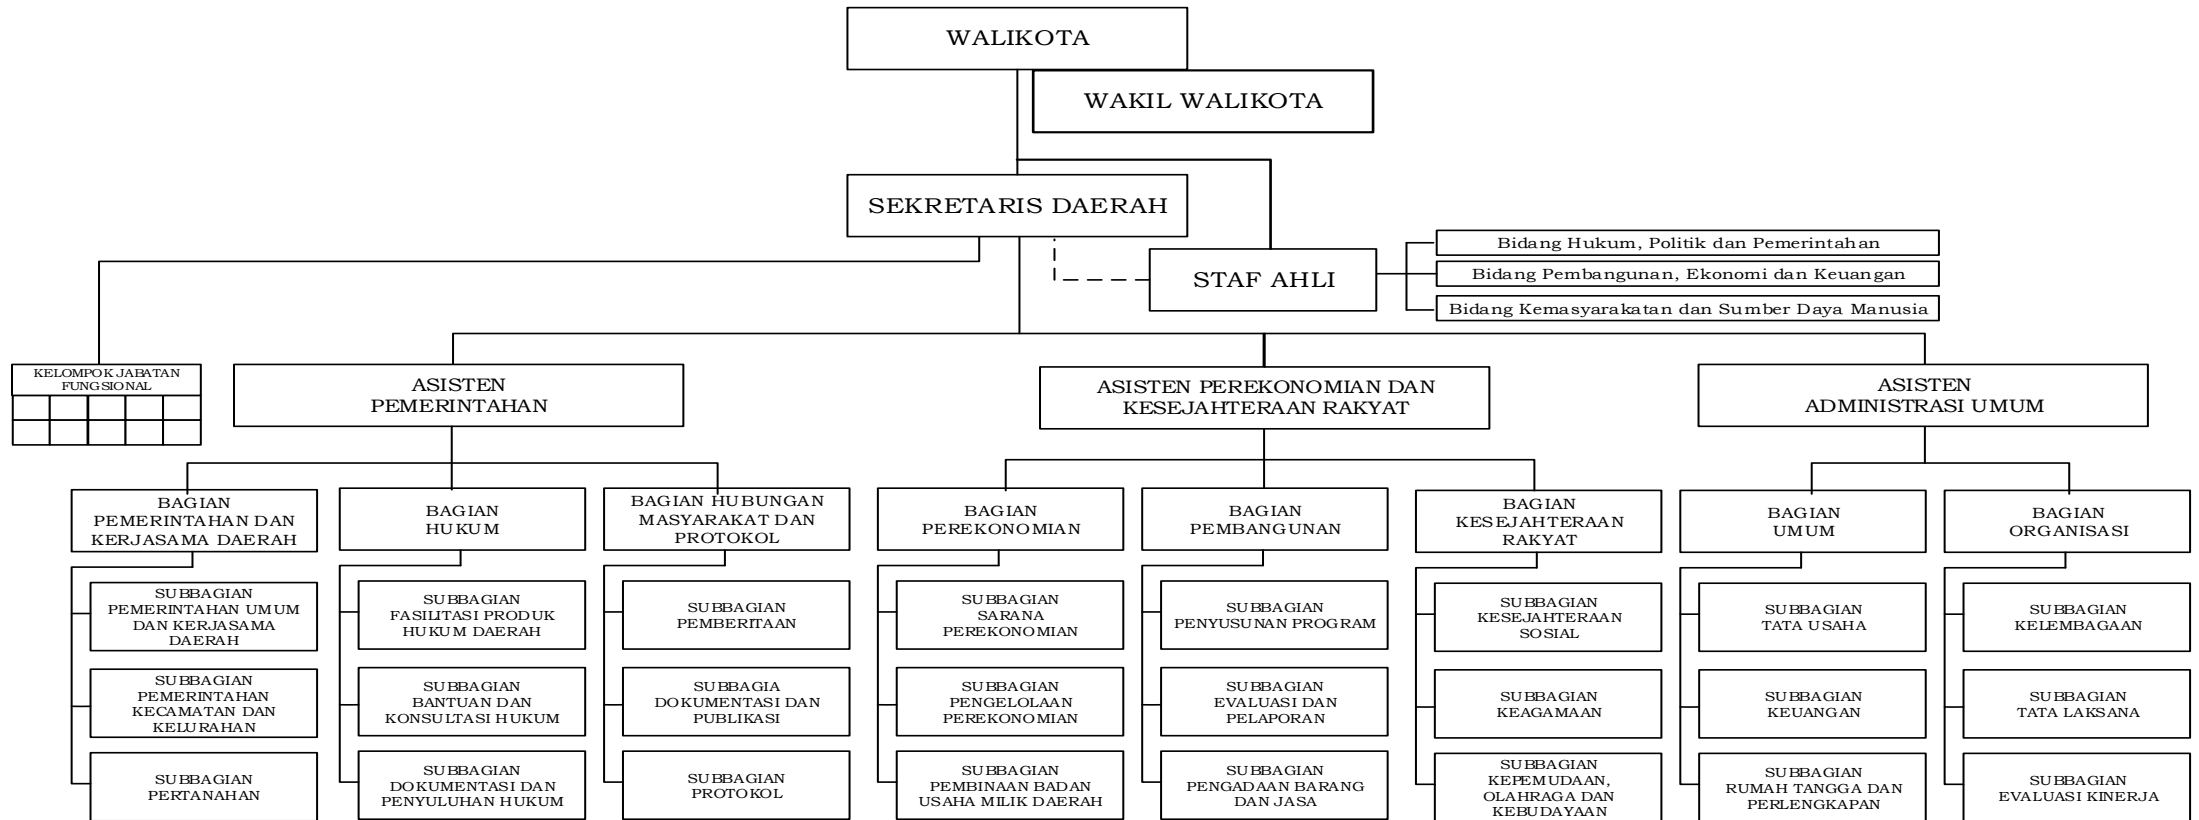 WALIKOTA
WAKIL WALIKOTA
SEKRETARIS DAERAH
STAF AHLI
Bidang Hukum, Politik dan Pemerintahan
Bidang Pembangunan, Ekonomi dan Keuangan
Bidang Kemasyarakatan dan Sumber Daya Manusia
KELOMPOK JABATAN
FUNGSIONAL
ASISTEN
PEMERINTAHAN
ASISTEN PEREKONOMIAN DAN
KESEJAHTERAAN RAKYAT
ASISTEN
ADMINISTRASI UMUM
BAGIAN
PEMERINTAHAN DAN
KERJASAMA DAERAH
BAGIAN
HUKUM
BAGIAN HUBUNGAN
MASYARAKAT DAN
PROTOKOL
BAGIAN
PEREKONOMIAN
BAGIAN
PEMBANGUNAN
BAGIAN
KESEJAHTERAAN
RAKYAT
BAGIAN
UMUM
BAGIAN
ORGANISASI
SUBBAGIAN
PEMERINTAHAN UMUM
DAN KERJASAMA
DAERAH
SUBBAGIAN
FASILITASI PRODUK
HUKUM DAERAH
SUBBAGIAN
PEMBERITAAN
SUBBAGIAN
SARANA
PEREKONOMIAN
SUBBAGIAN
PENYUSUNAN PROGRAM
SUBBAGIAN
KESEJAHTERAAN
SOSIAL
SUBBAGIAN
TATA USAHA
SUBBAGIAN
KELEMBAGAAN
SUBBAGIAN
PEMERINTAHAN
KECAMATAN DAN
KELURAHAN
SUBBAGIAN
BANTUAN DAN
KONSULTASI HUKUM
SUBBAGIA
DOKUMENTASI DAN
PUBLIKASI
SUBBAGIAN
PENGELOLAAN
PEREKONOMIAN
SUBBAGIAN
EVALUASI DAN
PELAPORAN
SUBBAGIAN
KEAGAMAAN
SUBBAGIAN
KEUANGAN
SUBBAGIAN
TATA LAKSANA
SUBBAGIAN
PERTANAHAN
SUBBAGIAN
DOKUMENTASI DAN
PENYULUHAN HUKUM
SUBBAGIAN
PROTOKOL
SUBBAGIAN
PEMBINAAN BADAN
USAHA MILIK DAERAH
SUBBAGIAN
PENGADAAN BARANG
DAN JASA
SUBBAGIAN
KEPEMUDAAN,
OLAHRAGA DAN
KEBUDAYAAN
SUBBAGIAN
RUMAH TANGGA DAN
PERLENGKAPAN
SUBBAGIAN
EVALUASI KINERJA